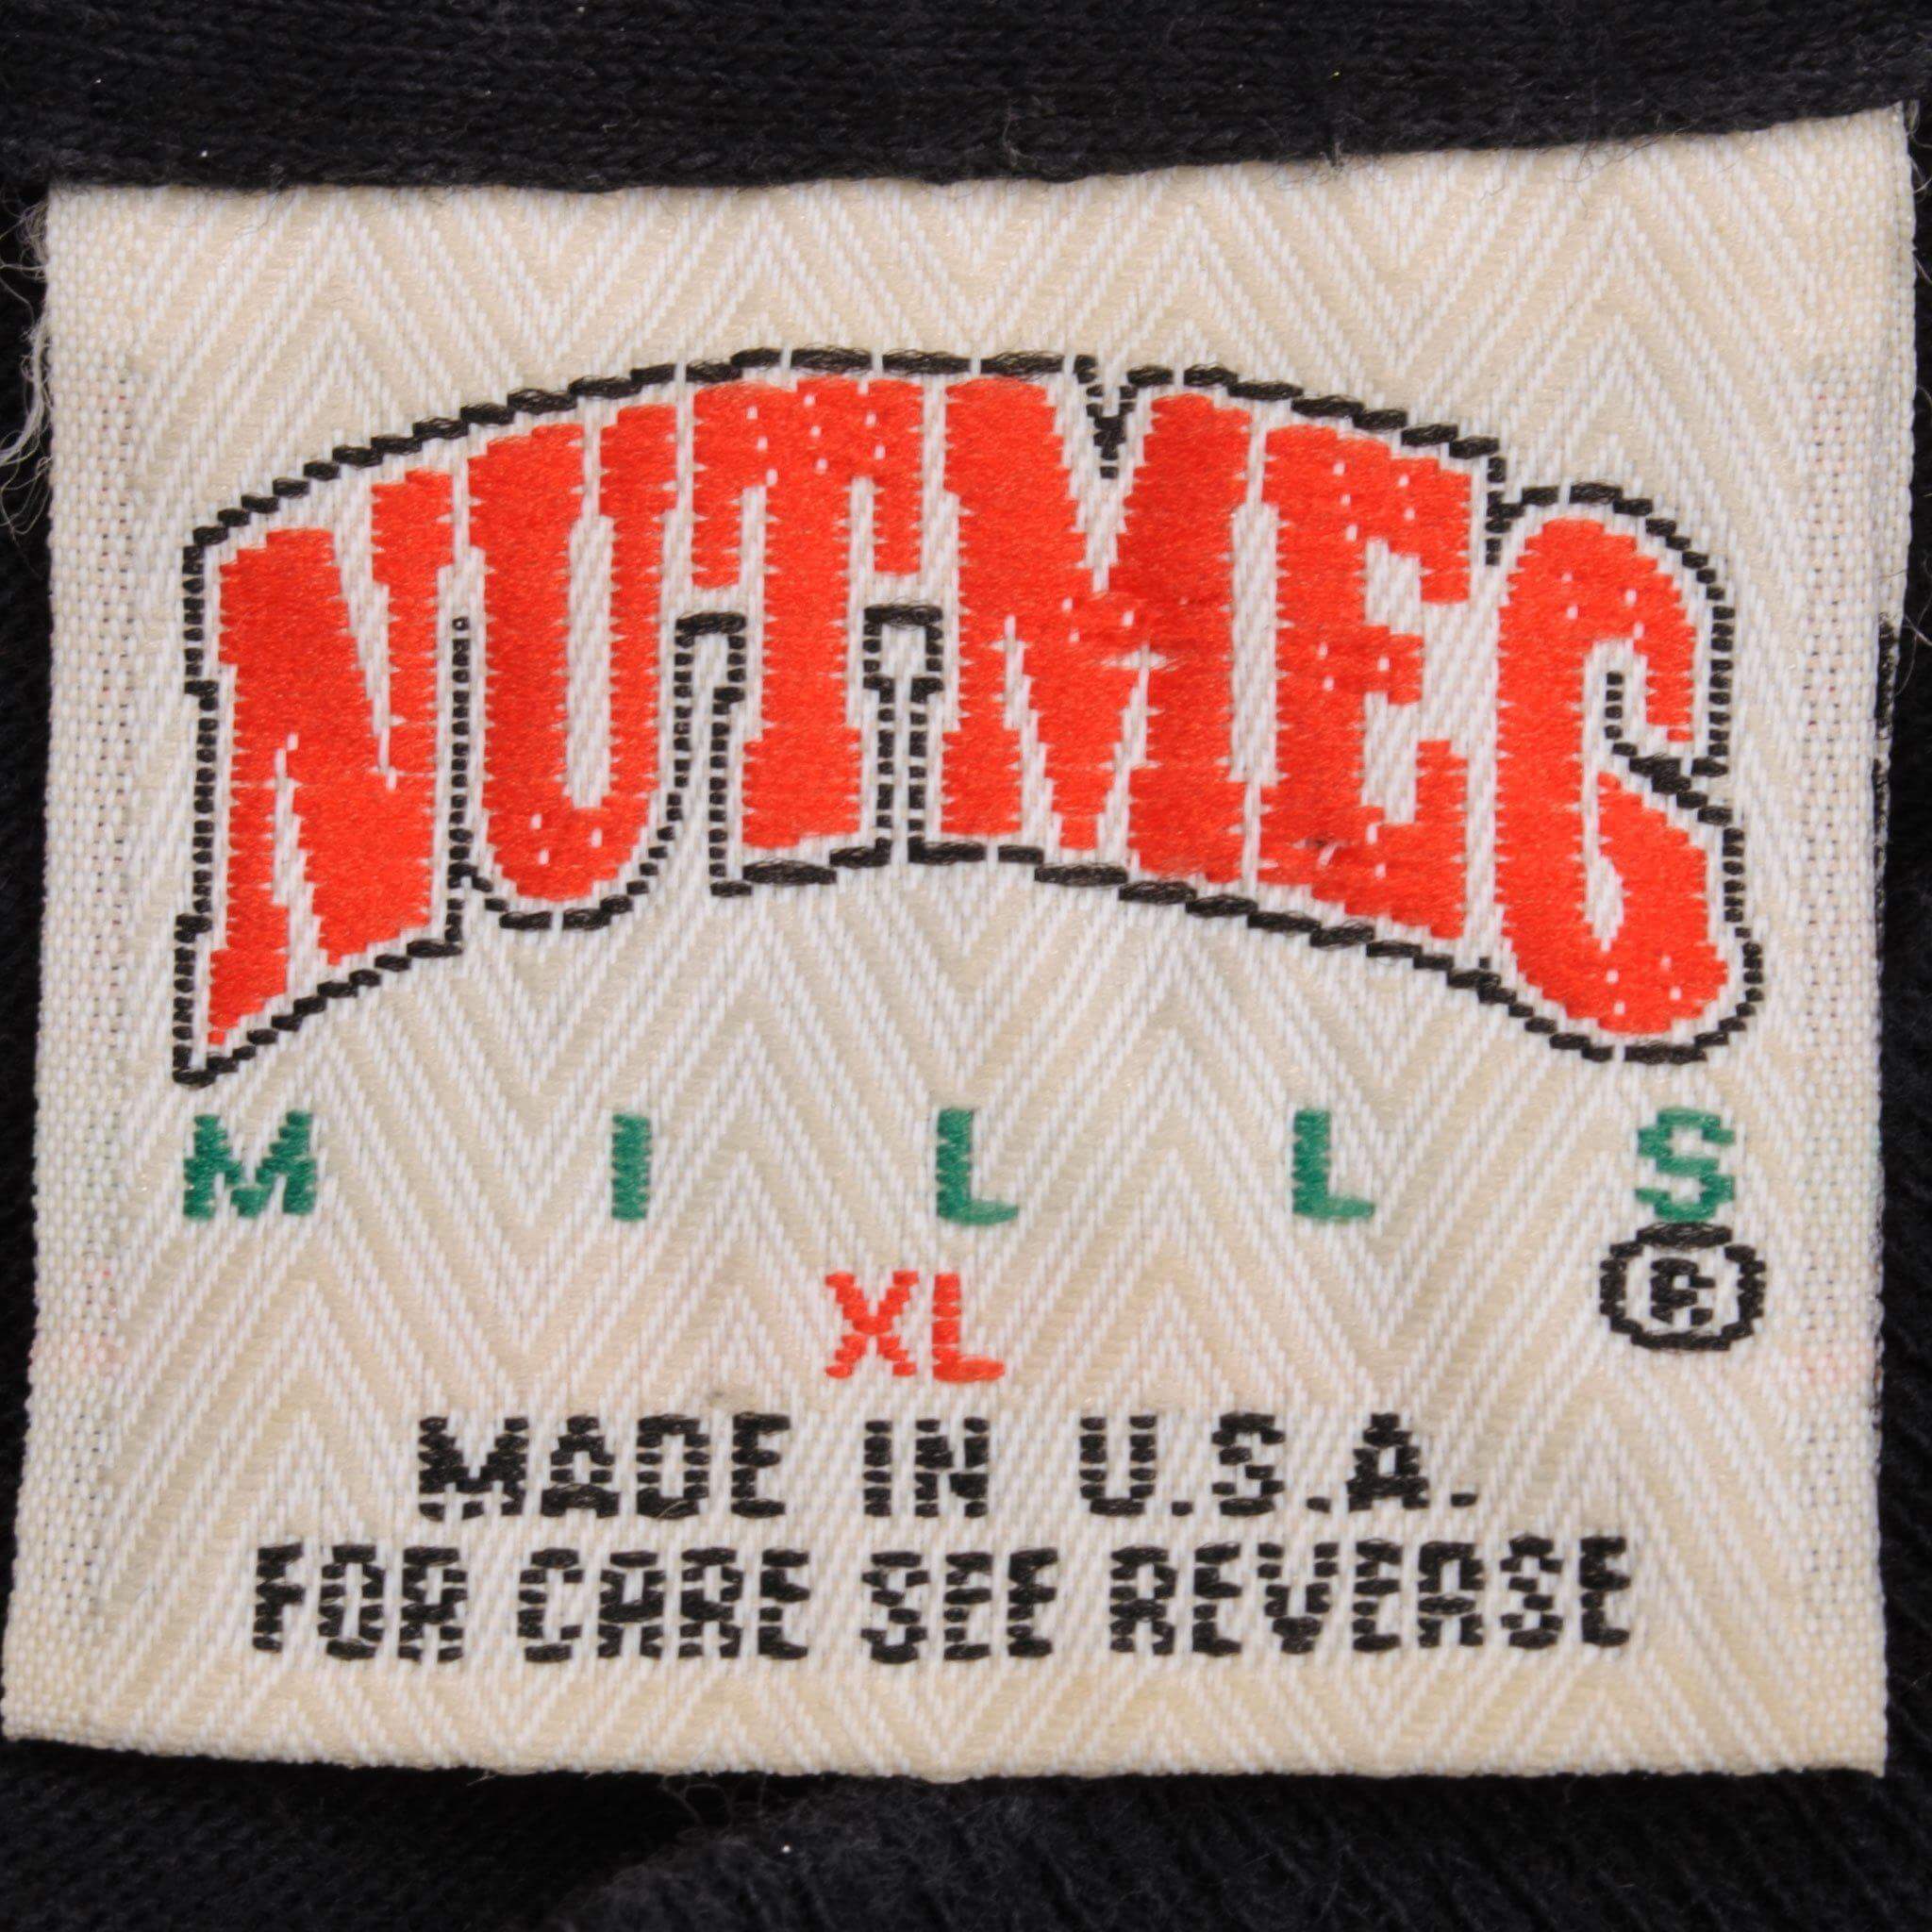 NUTMEG
MILLS
®
XL
MADE IN U.S.A.
FOR CARE SEE REVERSE